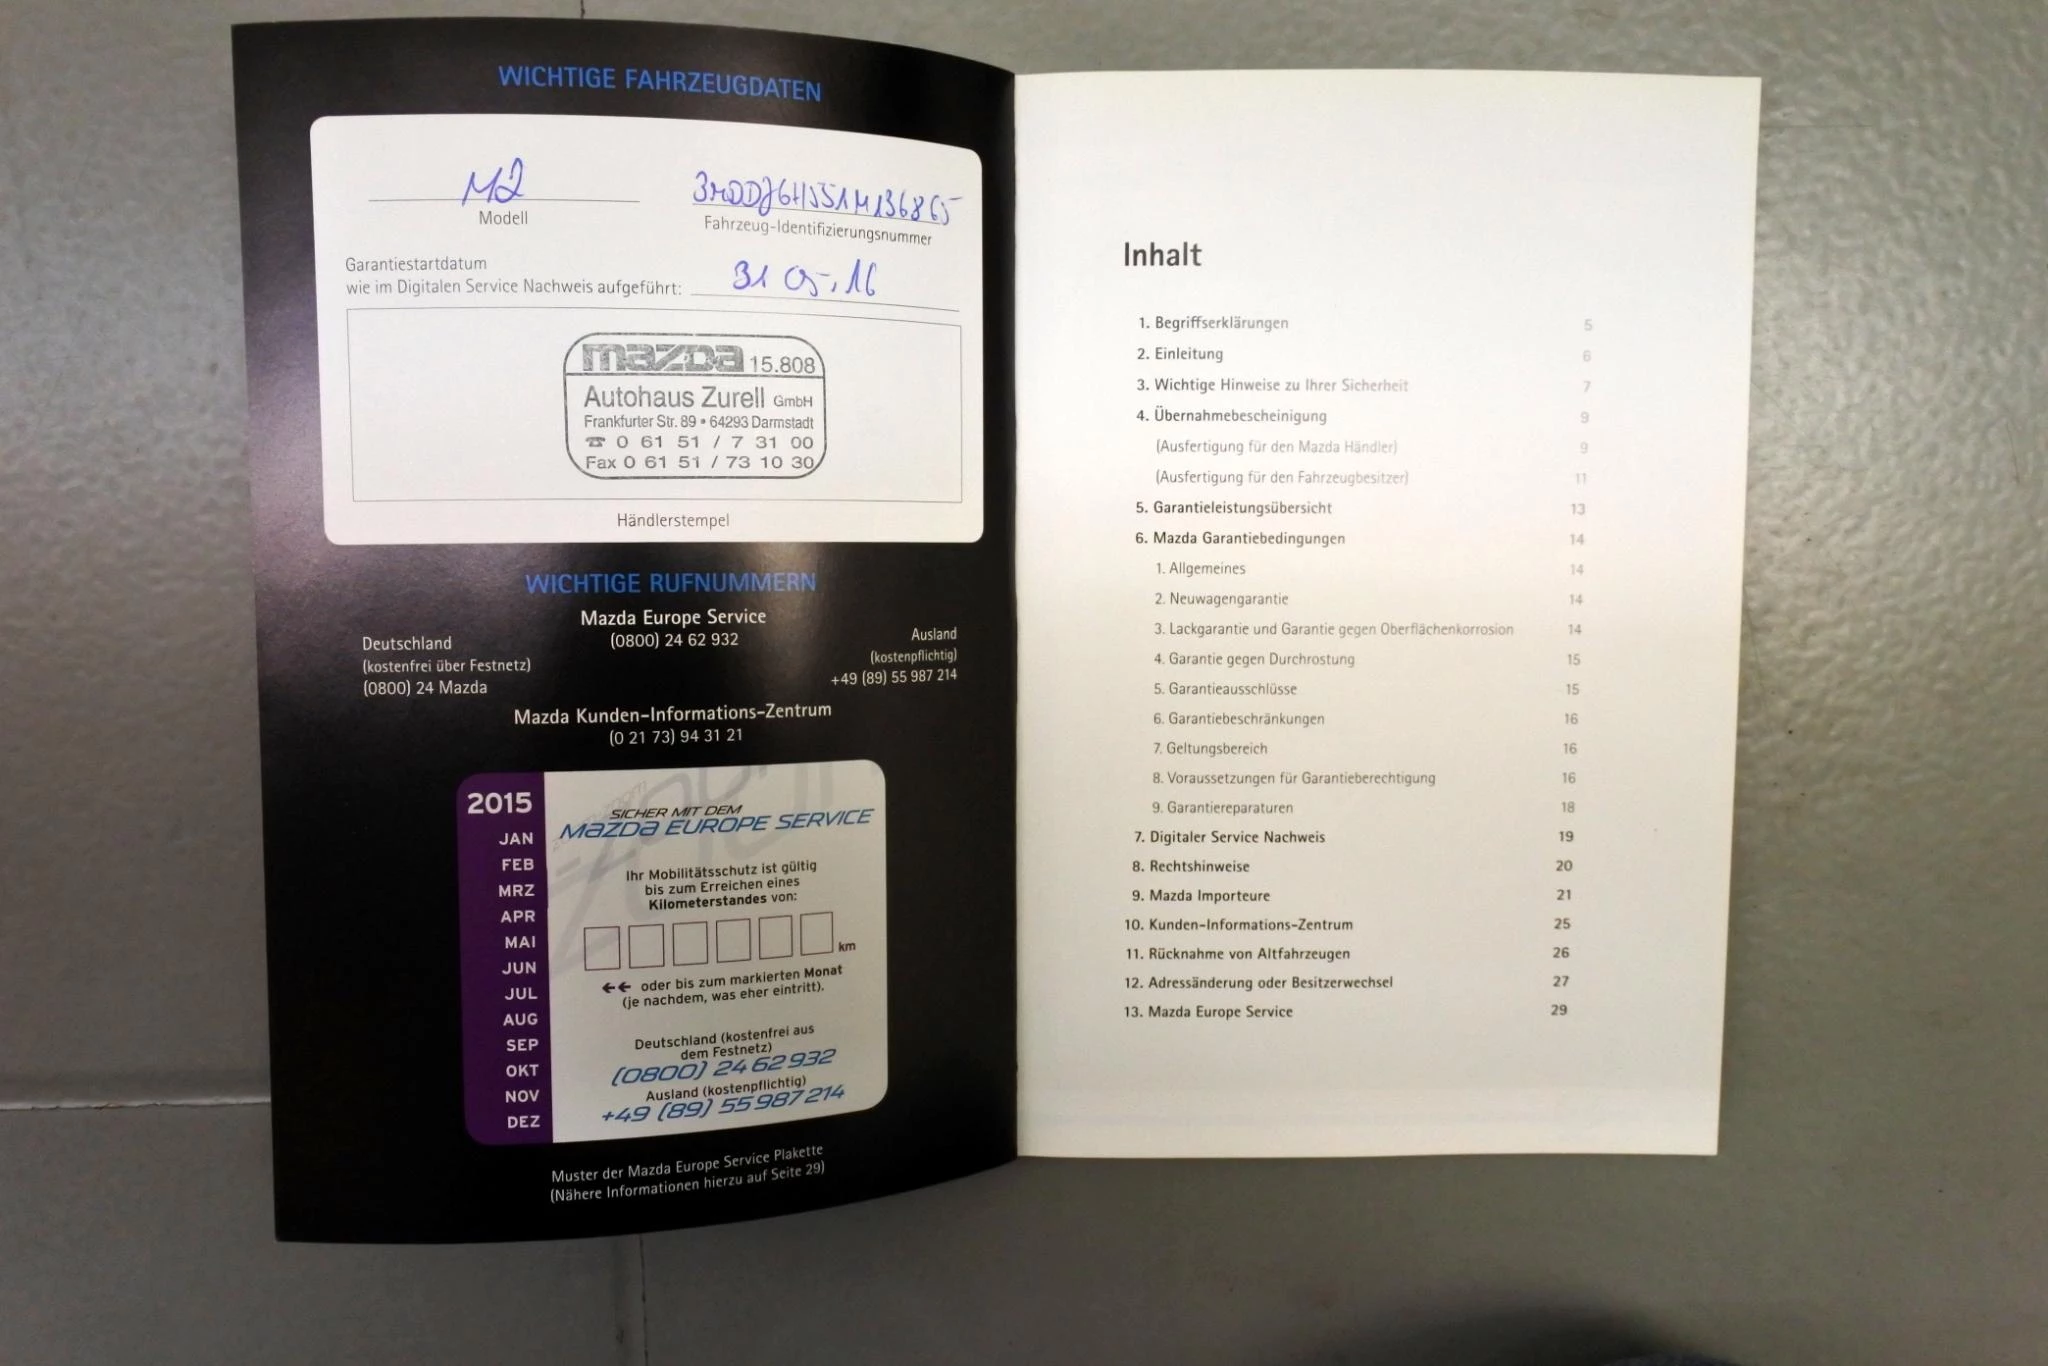 WICHTIGE FAHRZEUGDATEN
M2
Modell
Fahrzeug-Identifizierungsnummer
Garantiestartdatum
wie im Digitalen Service Nachweis aufgeführt: 31 05.16
mazda 15.808
Autohaus Zurell GmbH
Frankfurter Str. 89 • 64293 Darmstadt
☎ 0 61 51 / 7 31 00
Fax 0 61 51 / 73 10 30
Händlerstempel
WICHTIGE RUFNUMMERN
Mazda Europe Service
(0800) 24 62 932
Deutschland
(kostenfrei über Festnetz)
(0800) 24 Mazda
Ausland
(kostenpflichtig)
+49 (89) 55 987 214
Mazda Kunden-Informations-Zentrum
(0 21 73) 94 31 21
2015
JAN
FEB
MRZ
APR
MAI
JUN
JUL
AUG
SEP
OKT
NOV
DEZ
SICHER MIT DEM
mazda EUROPE SERVICE
Ihr Mobilitätsschutz ist gültig
bis zum Erreichen eines
Kilometerstandes von:
km
←← oder bis zum markierten Monat
(je nachdem, was eher eintritt).
Deutschland (kostenfrei aus
dem Festnetz)
(0800) 24 62 932
Ausland (kostenpflichtig)
+49 (89) 55 987 214
Muster der Mazda Europe Service Plakette
(Nähere Informationen hierzu auf Seite 29)
Inhalt
1. Begriffserklärungen 5
2. Einleitung 6
3. Wichtige Hinweise zu Ihrer Sicherheit 7
4. Übernahmebescheinigung 9
(Ausfertigung für den Mazda Händler) 9
(Ausfertigung für den Fahrzeugbesitzer) 11
5. Garantieleistungsübersicht 13
6. Mazda Garantiebedingungen 14
1. Allgemeines 14
2. Neuwagengarantie 14
3. Lackgarantie und Garantie gegen Oberflächenkorrosion 14
4. Garantie gegen Durchrostung 15
5. Garantieausschlüsse 15
6. Garantiebeschränkungen 16
7. Geltungsbereich 16
8. Voraussetzungen für Garantieberechtigung 16
9. Garantiereparaturen 18
7. Digitaler Service Nachweis 19
8. Rechtshinweise 20
9. Mazda Importeure 21
10. Kunden-Informations-Zentrum 25
11. Rücknahme von Altfahrzeugen 26
12. Adressänderung oder Besitzerwechsel 27
13. Mazda Europe Service 29